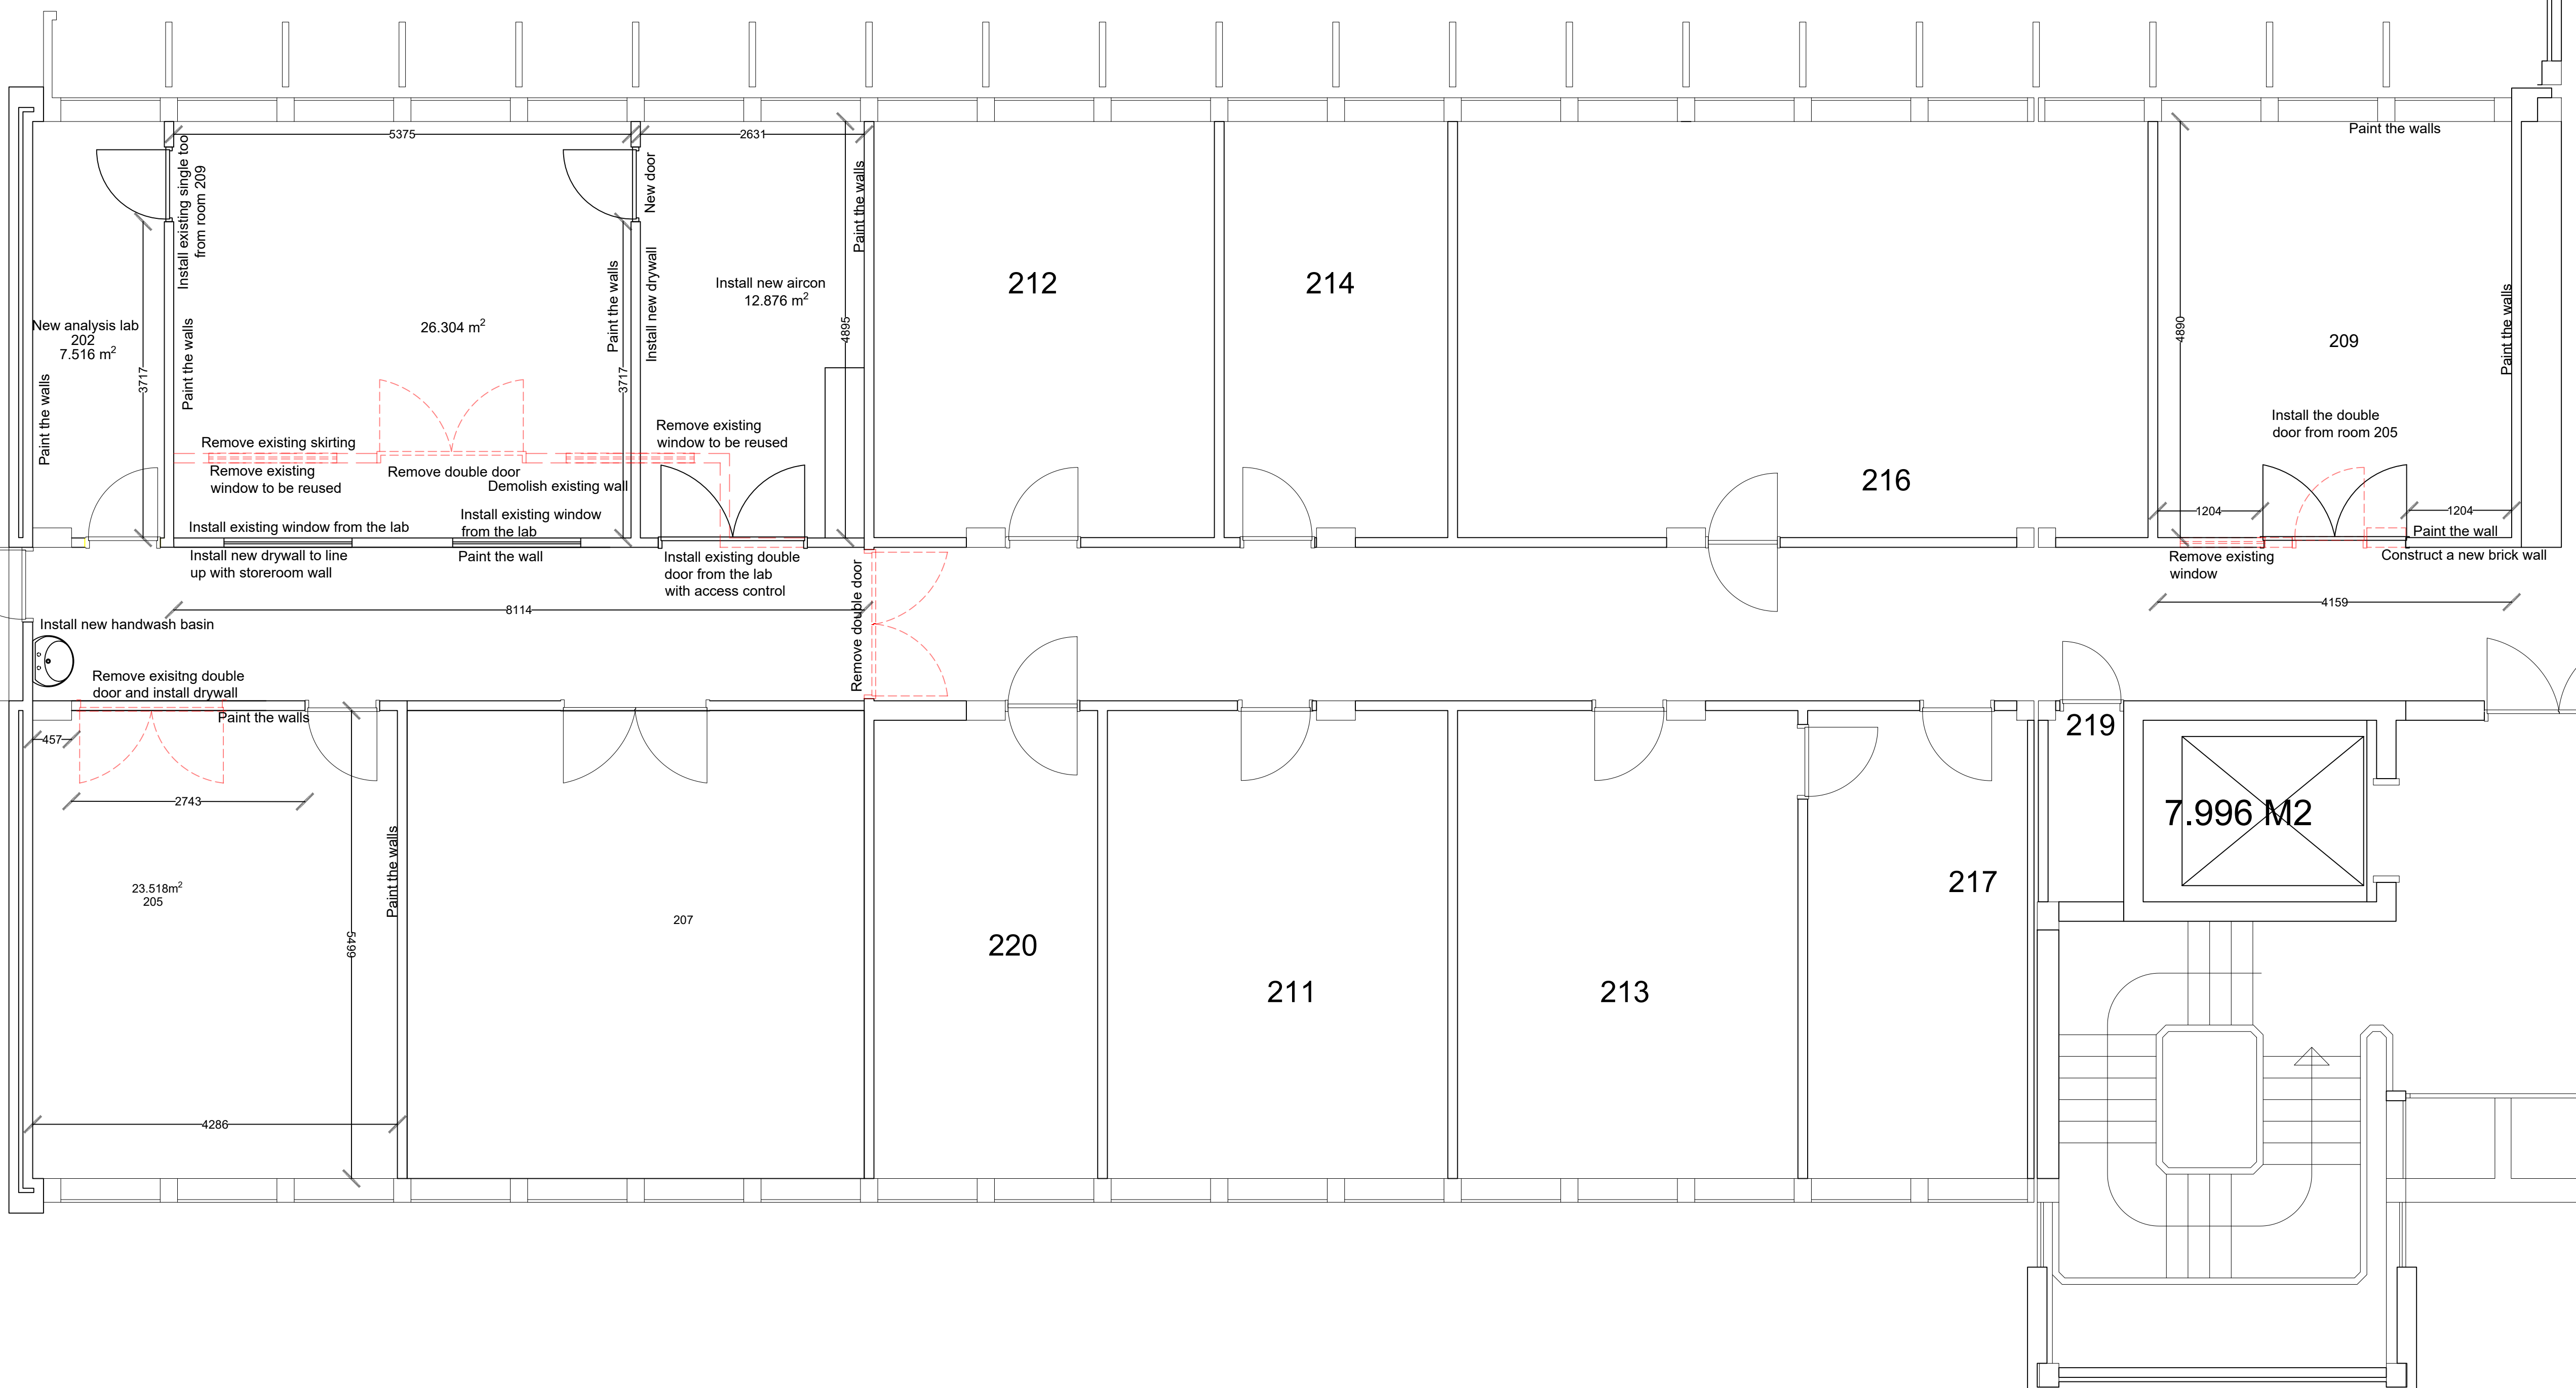 5375
2631
Paint the walls
Install existing single too
from room 209
New door
Paint the walls
Install new drywall
Paint the walls
Install new aircon
12.876 m2
4895
212
214
4890
209
Paint the walls
New analysis lab
202
7.516 m2
26.304 m2
Paint the walls
Paint the walls
3717
3717
Remove existing skirting
Remove existing
window to be reused
Remove double door
Demolish existing wall
Remove existing
window to be reused
216
Install the double
door from room 205
1204
1204
Paint the wall
Install existing window from the lab
Install existing window
from the lab
Install new drywall to line
up with storeroom wall
Paint the wall
Install existing double
door from the lab
with access control
Remove existing
window
Construct a new brick wall
8114
4159
Remove double door
Install new handwash basin
Remove exisitng double
door and install drywall
Paint the walls
457
2743
219
7.996 M2
Paint the walls
23.518m2
205
207
5499
220
211
213
217
4286